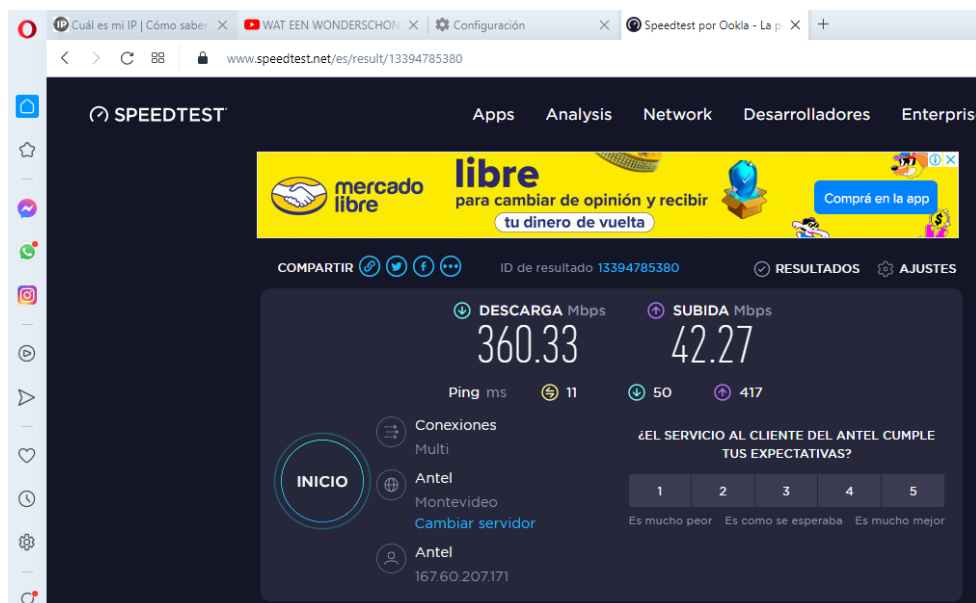 Cuál es mi IP | Cómo saber
WAT EEN WONDERSCHON
Configuración
Speedtest por Ookla - La p
www.speedtest.net/es/result/13394785380
SPEEDTEST
Apps Analysis Network Desarrolladores Enterpris
mercado
libre
libre
para cambiar de opinión y recibir
tu dinero de vuelta
Comprá en la app
COMPARTIR
ID de resultado 13394785380
RESULTADOS
AJUSTES
DESCARGA Mbps
SUBIDA Mbps
360.33
42.27
Ping ms 11 50 417
INICIO
Conexiones
Multi
Antel
Montevideo
Cambiar servidor
Antel
167.60.207.171
¿EL SERVICIO AL CLIENTE DEL ANTEL CUMPLE
TUS EXPECTATIVAS?
1 2 3 4 5
Es mucho peor Es como se esperaba Es mucho mejor